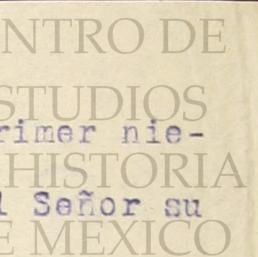 NTRO DE
STUDIOS
rimer nie-
HISTORIA
l Señor su
E MEXICO